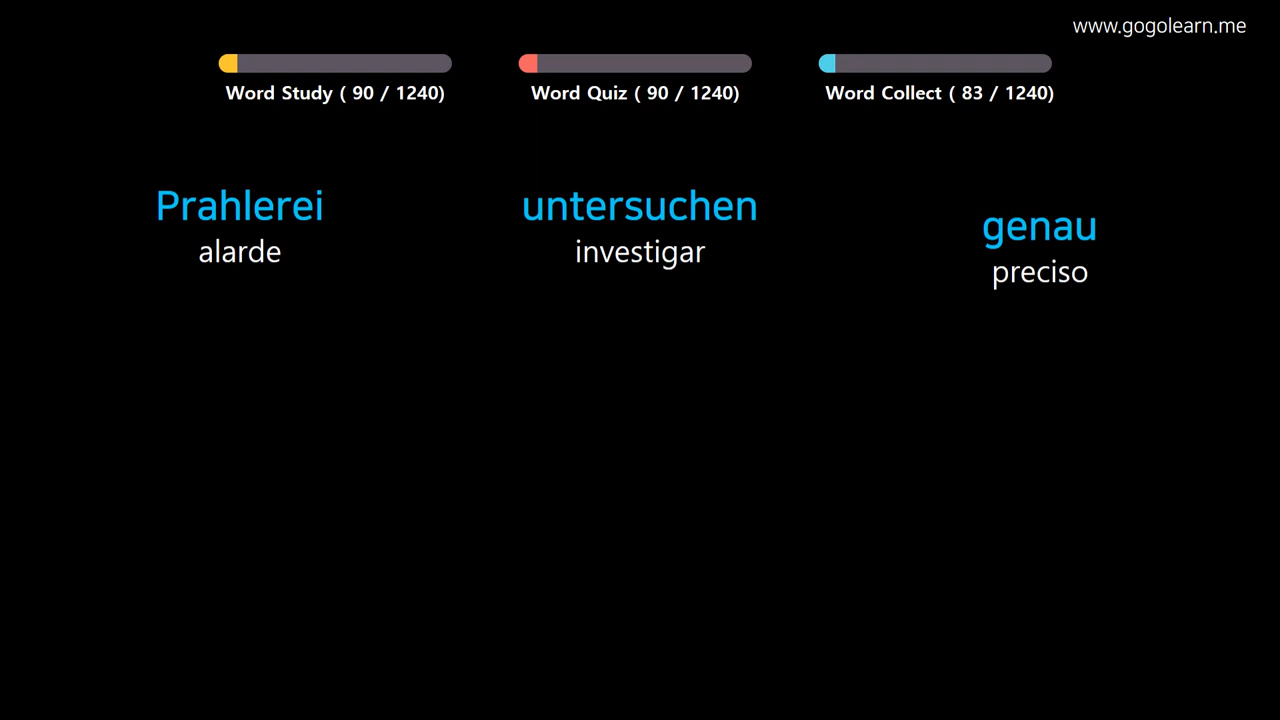 www.gogolearn.me
Word Study ( 90 / 1240)
Word Quiz ( 90 / 1240)
Word Collect ( 83 / 1240)
Prahlerei
alarde
untersuchen
investigar
genau
preciso